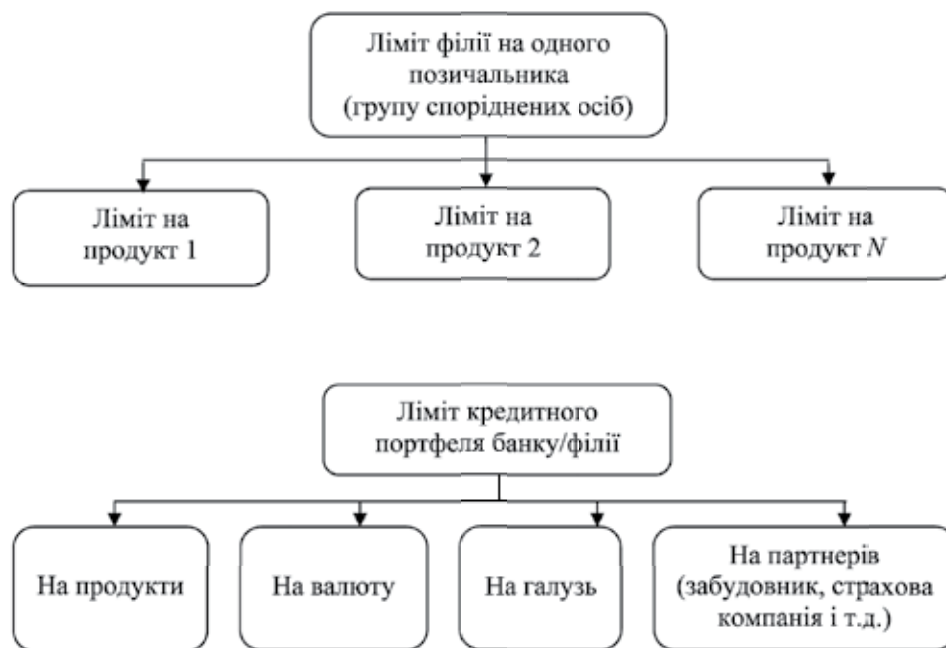 Ліміт філії на одного
позичальника
(групу споріднених осіб)
Ліміт на
продукт 1
Ліміт на
продукт 2
Ліміт на
продукт N
Ліміт кредитного
портфеля банку/філії
На продукти
На валюту
На галузь
На партнерів
(забудовник, страхова
компанія і т.д.)